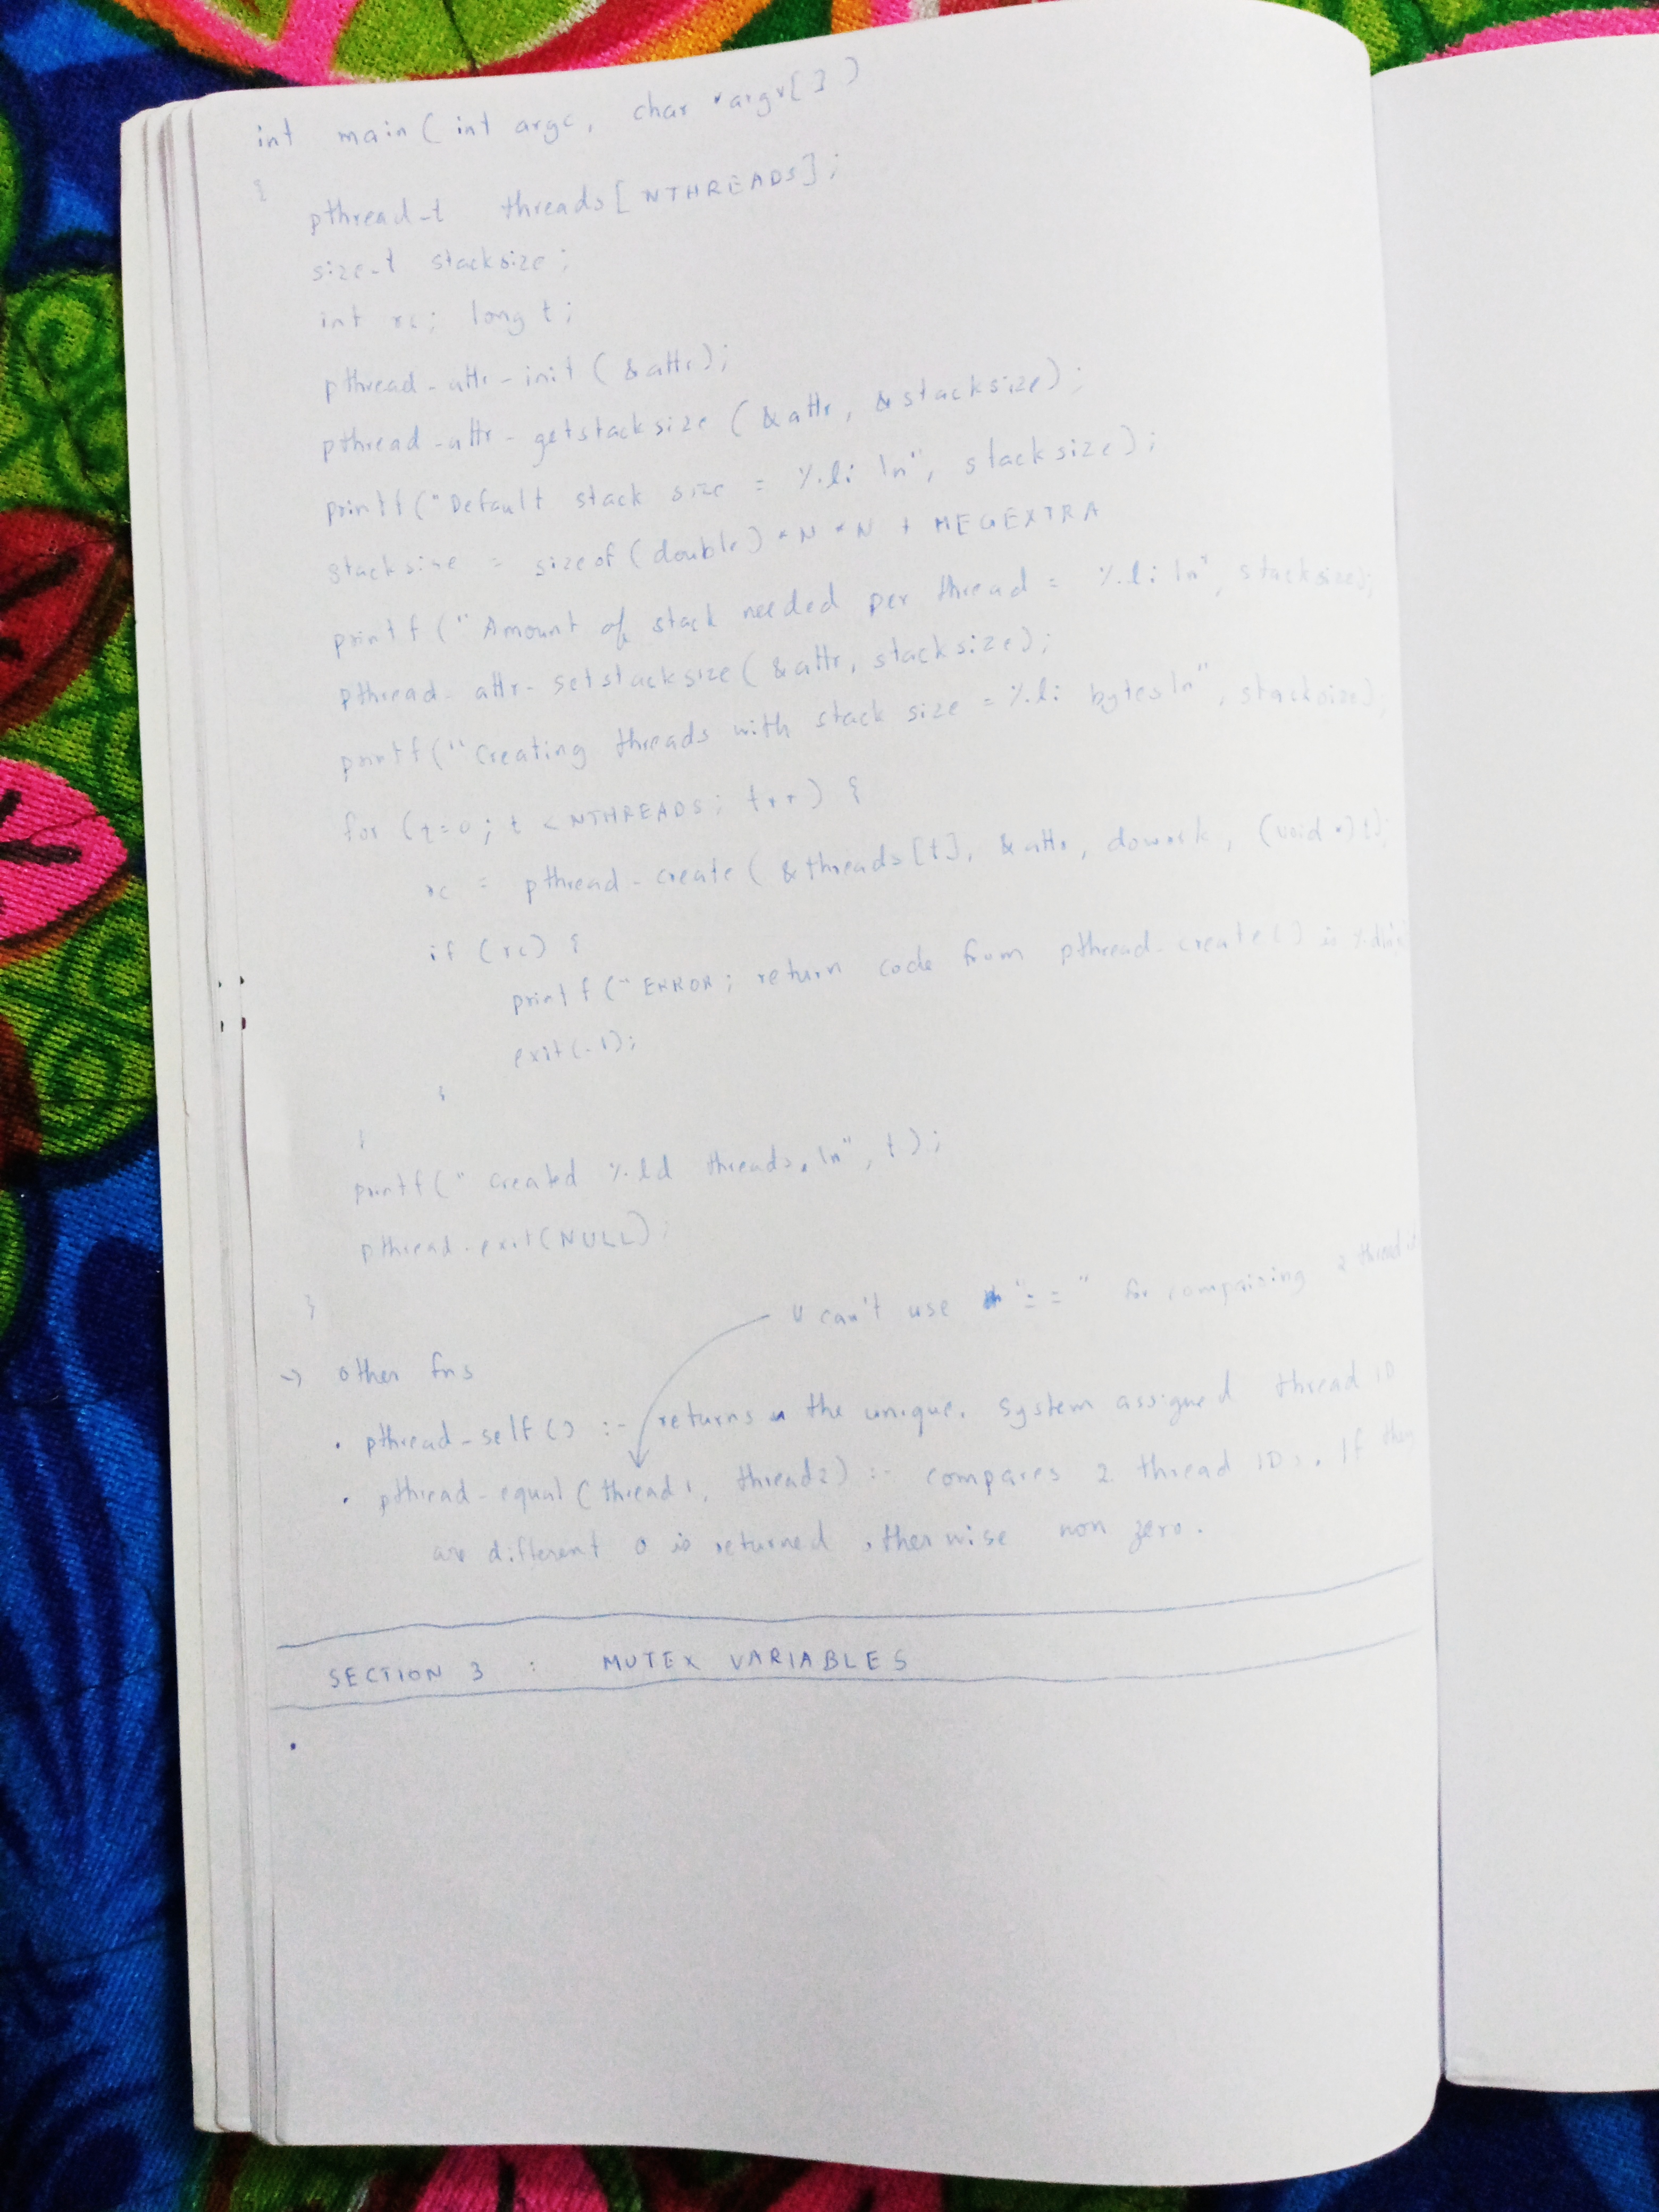 int main( int argc, char *argv[ ] )
{
pthread_t threads[NTHREADS];
size_t stacksize;
int rc; long t;
pthread_attr_init (&attr);
pthread_attr_getstacksize (&attr, &stacksize);
printf("Default stack size = %li \n", stacksize);
stacksize = sizeof(double)*N*N + MEGEXTRA
printf("Amount of stack needed per thread = %li \n", stacksize);
pthread_attr_setstacksize(&attr, stacksize);
printf("creating threads with stack size = %li bytes\n", stacksize);
for (t=0; t < NTHREADS; t++) {
rc = pthread_create( &threads[t], &attr, dowork, (void *)t);
if (rc) {
printf("ERROR; return code from pthread_create() is %d\n
exit(-1);
}
}
printf(" created %ld threads.\n", t);
pthread_exit(NULL);
}
U can't use "==" for comparing 2 thread
-> other fns
• pthread_self() :- returns the unique, system assigned thread ID
• pthread_equal( thread1, thread2) :- compares 2 thread IDs. If they
are different 0 is returned otherwise non zero.
SECTION 3 : MUTEX VARIABLES
•